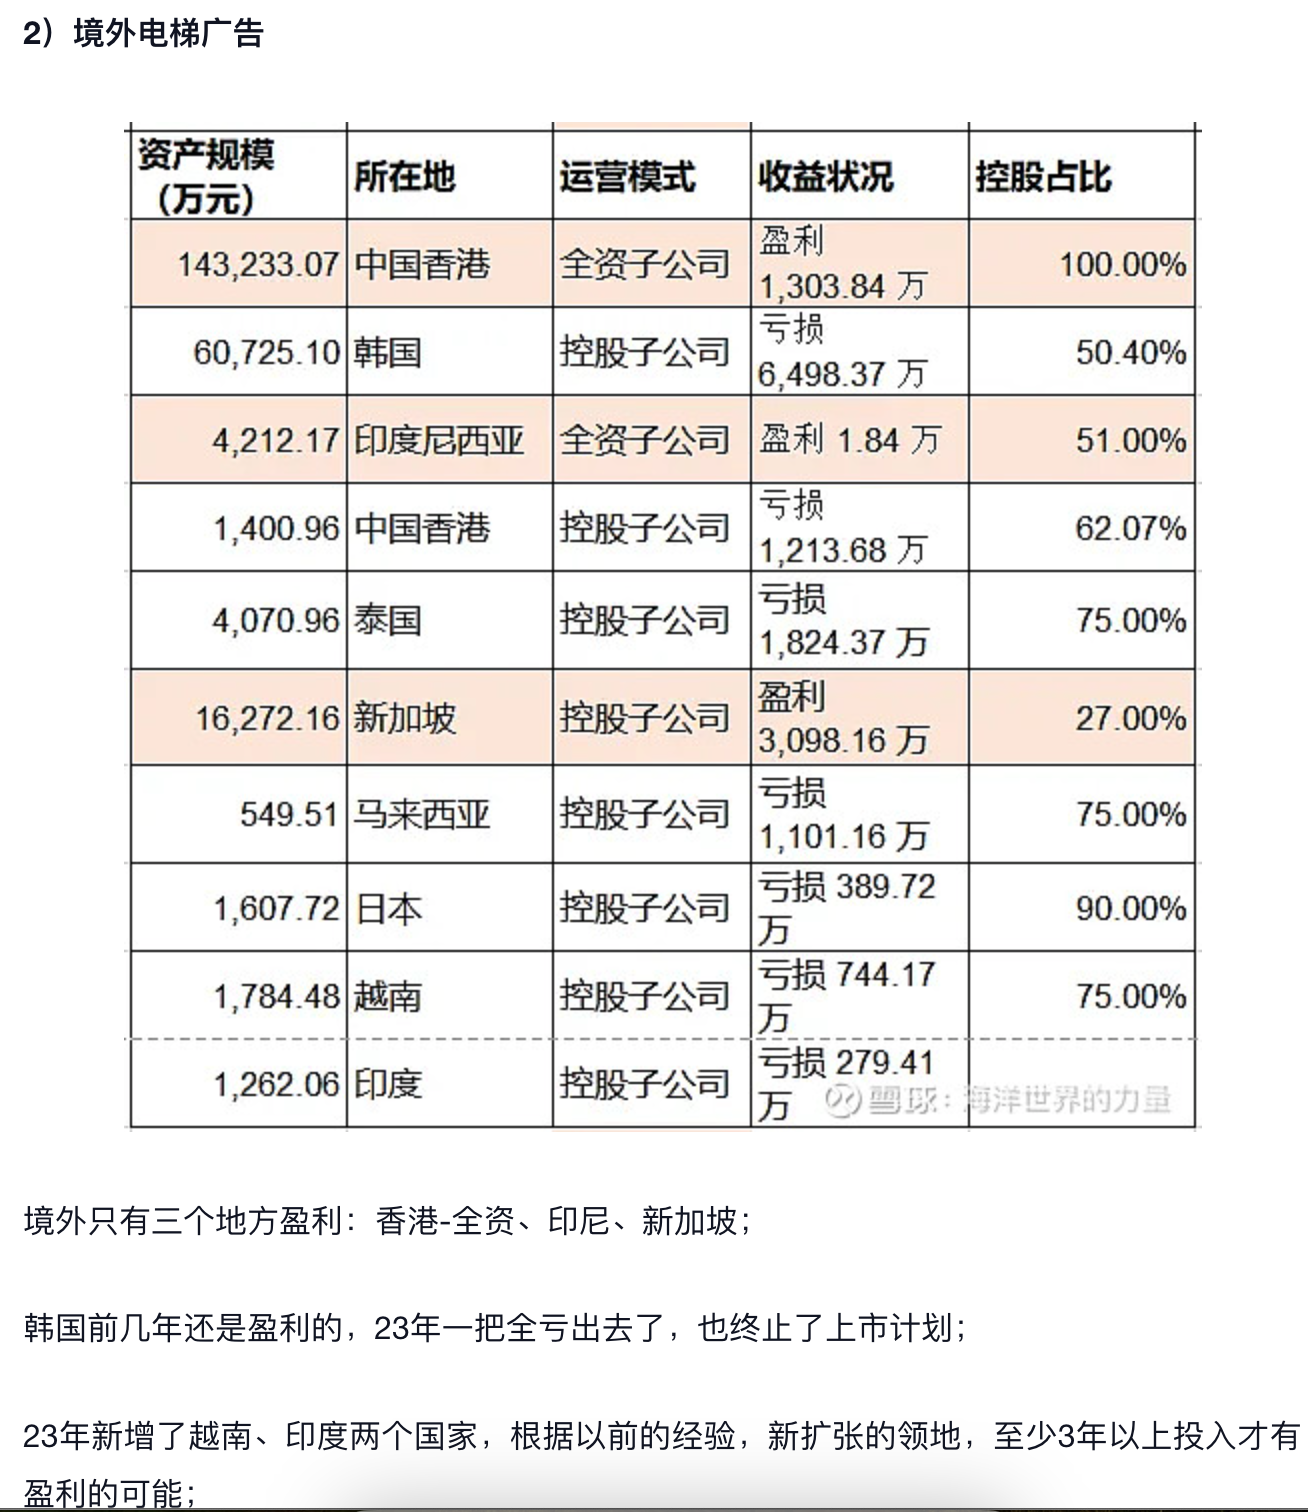 2）境外电梯广告
资产规模
（万元） 所在地 运营模式 收益状况 控股占比
143,233.07 中国香港 全资子公司 盈利
1,303.84 万 100.00%
60,725.10 韩国 控股子公司 亏损
6,498.37 万 50.40%
4,212.17 印度尼西亚 全资子公司 盈利 1.84 万 51.00%
1,400.96 中国香港 控股子公司 亏损
1,213.68 万 62.07%
4,070.96 泰国 控股子公司 亏损
1,824.37 万 75.00%
16,272.16 新加坡 控股子公司 盈利
3,098.16 万 27.00%
549.51 马来西亚 控股子公司 亏损
1,101.16 万 75.00%
1,607.72 日本 控股子公司 亏损 389.72
万 90.00%
1,784.48 越南 控股子公司 亏损 744.17
万 75.00%
1,262.06 印度 控股子公司 亏损 279.41
万
雪球：海洋世界的力量
境外只有三个地方盈利：香港-全资、印尼、新加坡；
韩国前几年还是盈利的，23年一把全亏出去了，也终止了上市计划；
23年新增了越南、印度两个国家，根据以前的经验，新扩张的领地，至少3年以上投入才有
盈利的可能；